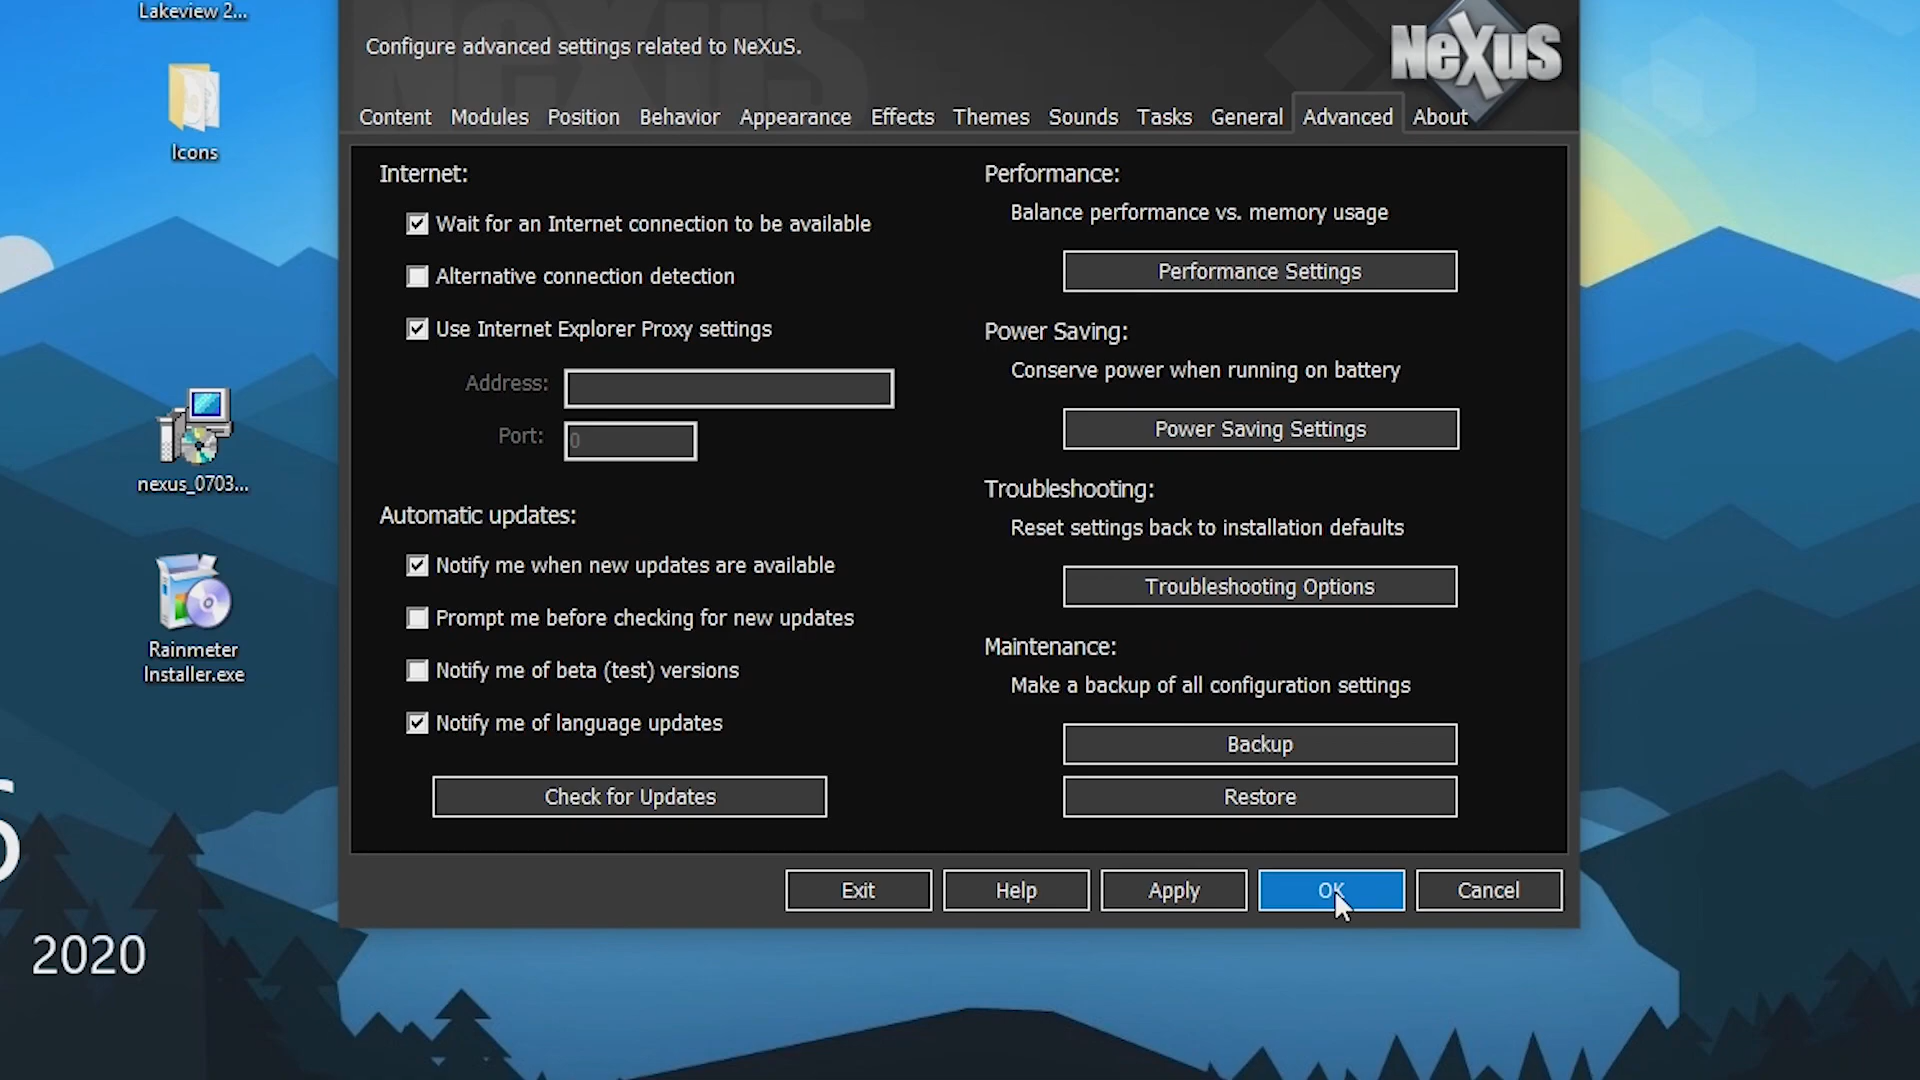 Lakeview 2...
Icons
nexus_0703...
Rainmeter
Installer.exe
2020
Configure advanced settings related to NeXuS.
NeXuS
Content Modules Position Behavior Appearance Effects Themes Sounds Tasks General Advanced About
Internet:
Wait for an Internet connection to be available
Alternative connection detection
Use Internet Explorer Proxy settings
Address:
Port: 0
Automatic updates:
Notify me when new updates are available
Prompt me before checking for new updates
Notify me of beta (test) versions
Notify me of language updates
Check for Updates
Performance:
Balance performance vs. memory usage
Performance Settings
Power Saving:
Conserve power when running on battery
Power Saving Settings
Troubleshooting:
Reset settings back to installation defaults
Troubleshooting Options
Maintenance:
Make a backup of all configuration settings
Backup
Restore
Exit Help Apply OK Cancel